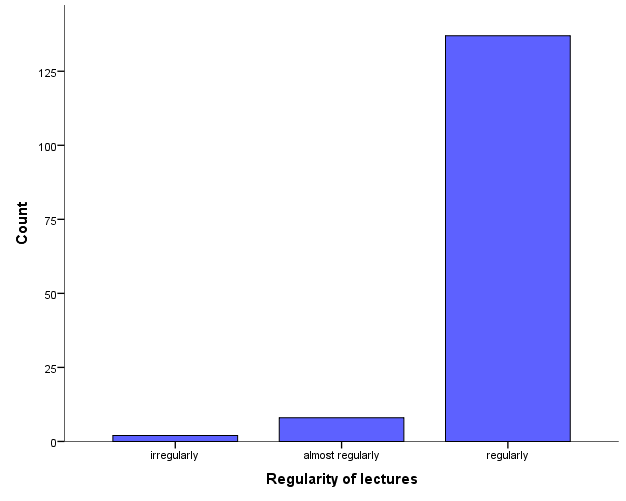 Count
125
100
75
50
25
0
irregularly
almost regularly
regularly
Regularity of lectures